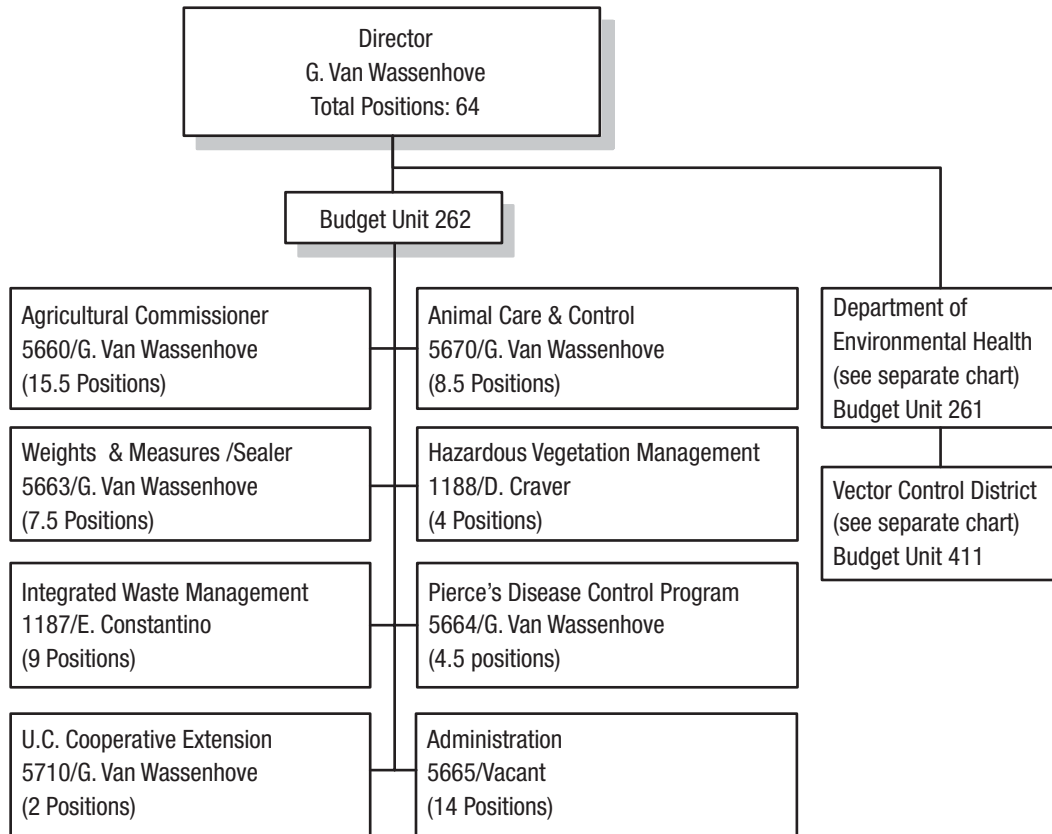 Director
G. Van Wassenhove
Total Positions: 64
Budget Unit 262
Agricultural Commissioner
5660/G. Van Wassenhove
(15.5 Positions)
Animal Care & Control
5670/G. Van Wassenhove
(8.5 Positions)
Department of
Environmental Health
(see separate chart)
Budget Unit 261
Weights & Measures /Sealer
5663/G. Van Wassenhove
(7.5 Positions)
Hazardous Vegetation Management
1188/D. Craver
(4 Positions)
Vector Control District
(see separate chart)
Budget Unit 411
Integrated Waste Management
1187/E. Constantino
(9 Positions)
Pierce's Disease Control Program
5664/G. Van Wassenhove
(4.5 positions)
U.C. Cooperative Extension
5710/G. Van Wassenhove
(2 Positions)
Administration
5665/Vacant
(14 Positions)